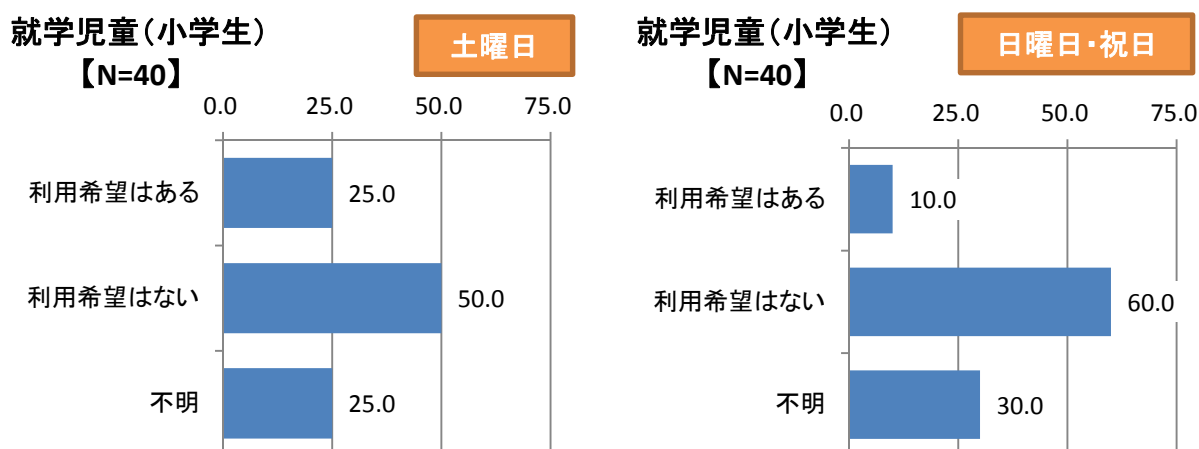 就学児童(小学生)
【N=40】
土曜日
0.0 25.0 50.0 75.0
利用希望はある 25.0
利用希望はない 50.0
不明 25.0
就学児童(小学生)
【N=40】
日曜日・祝日
0.0 25.0 50.0 75.0
利用希望はある 10.0
利用希望はない 60.0
不明 30.0